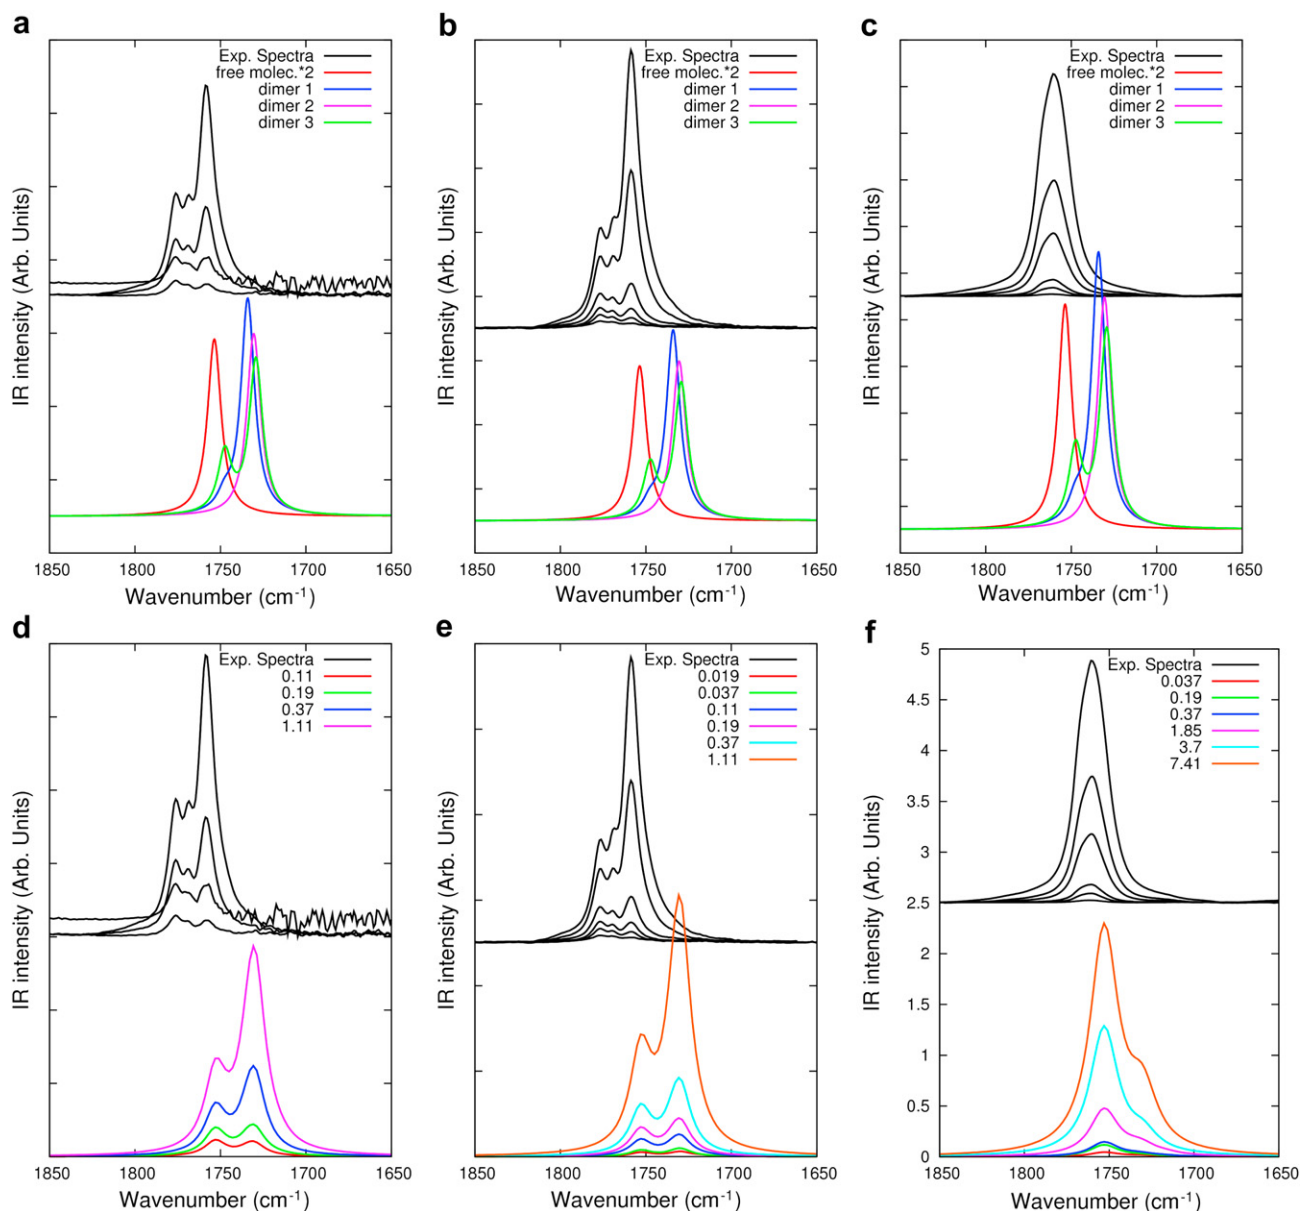 a
Exp. Spectra
free molec.*2
dimer 1
dimer 2
dimer 3
IR intensity (Arb. Units)
1850 1800 1750 1700 1650
Wavenumber (cm-1)
b
Exp. Spectra
free molec.*2
dimer 1
dimer 2
dimer 3
IR intensity (Arb. Units)
1850 1800 1750 1700 1650
Wavenumber (cm-1)
c
Exp. Spectra
free molec.*2
dimer 1
dimer 2
dimer 3
IR intensity (Arb. Units)
1850 1800 1750 1700 1650
Wavenumber (cm-1)
d
Exp. Spectra
0.11
0.19
0.37
1.11
IR intensity (Arb. Units)
1850 1800 1750 1700 1650
Wavenumber (cm-1)
e
Exp. Spectra
0.019
0.037
0.11
0.19
0.37
1.11
IR intensity (Arb. Units)
1850 1800 1750 1700 1650
Wavenumber (cm-1)
f
Exp. Spectra
0.037
0.19
0.37
1.85
3.7
7.41
5
4.5
4
3.5
3
2.5
2
1.5
1
0.5
0
IR intensity (Arb. Units)
1850 1800 1750 1700 1650
Wavenumber (cm-1)